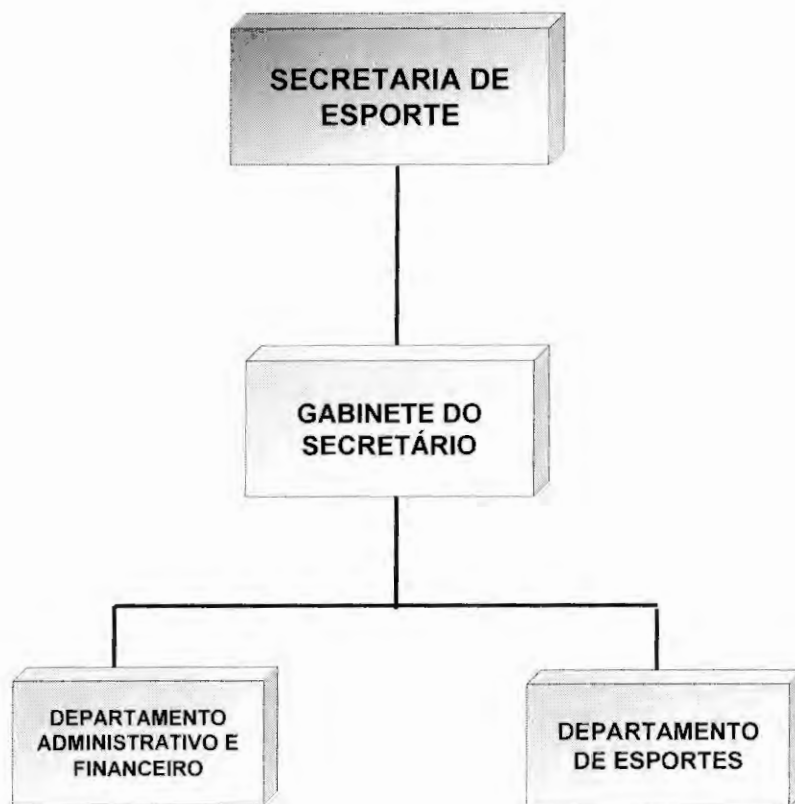 SECRETARIA DE
ESPORTE
GABINETE DO
SECRETÁRIO
DEPARTAMENTO
ADMINISTRATIVO E
FINANCEIRO
DEPARTAMENTO
DE ESPORTES